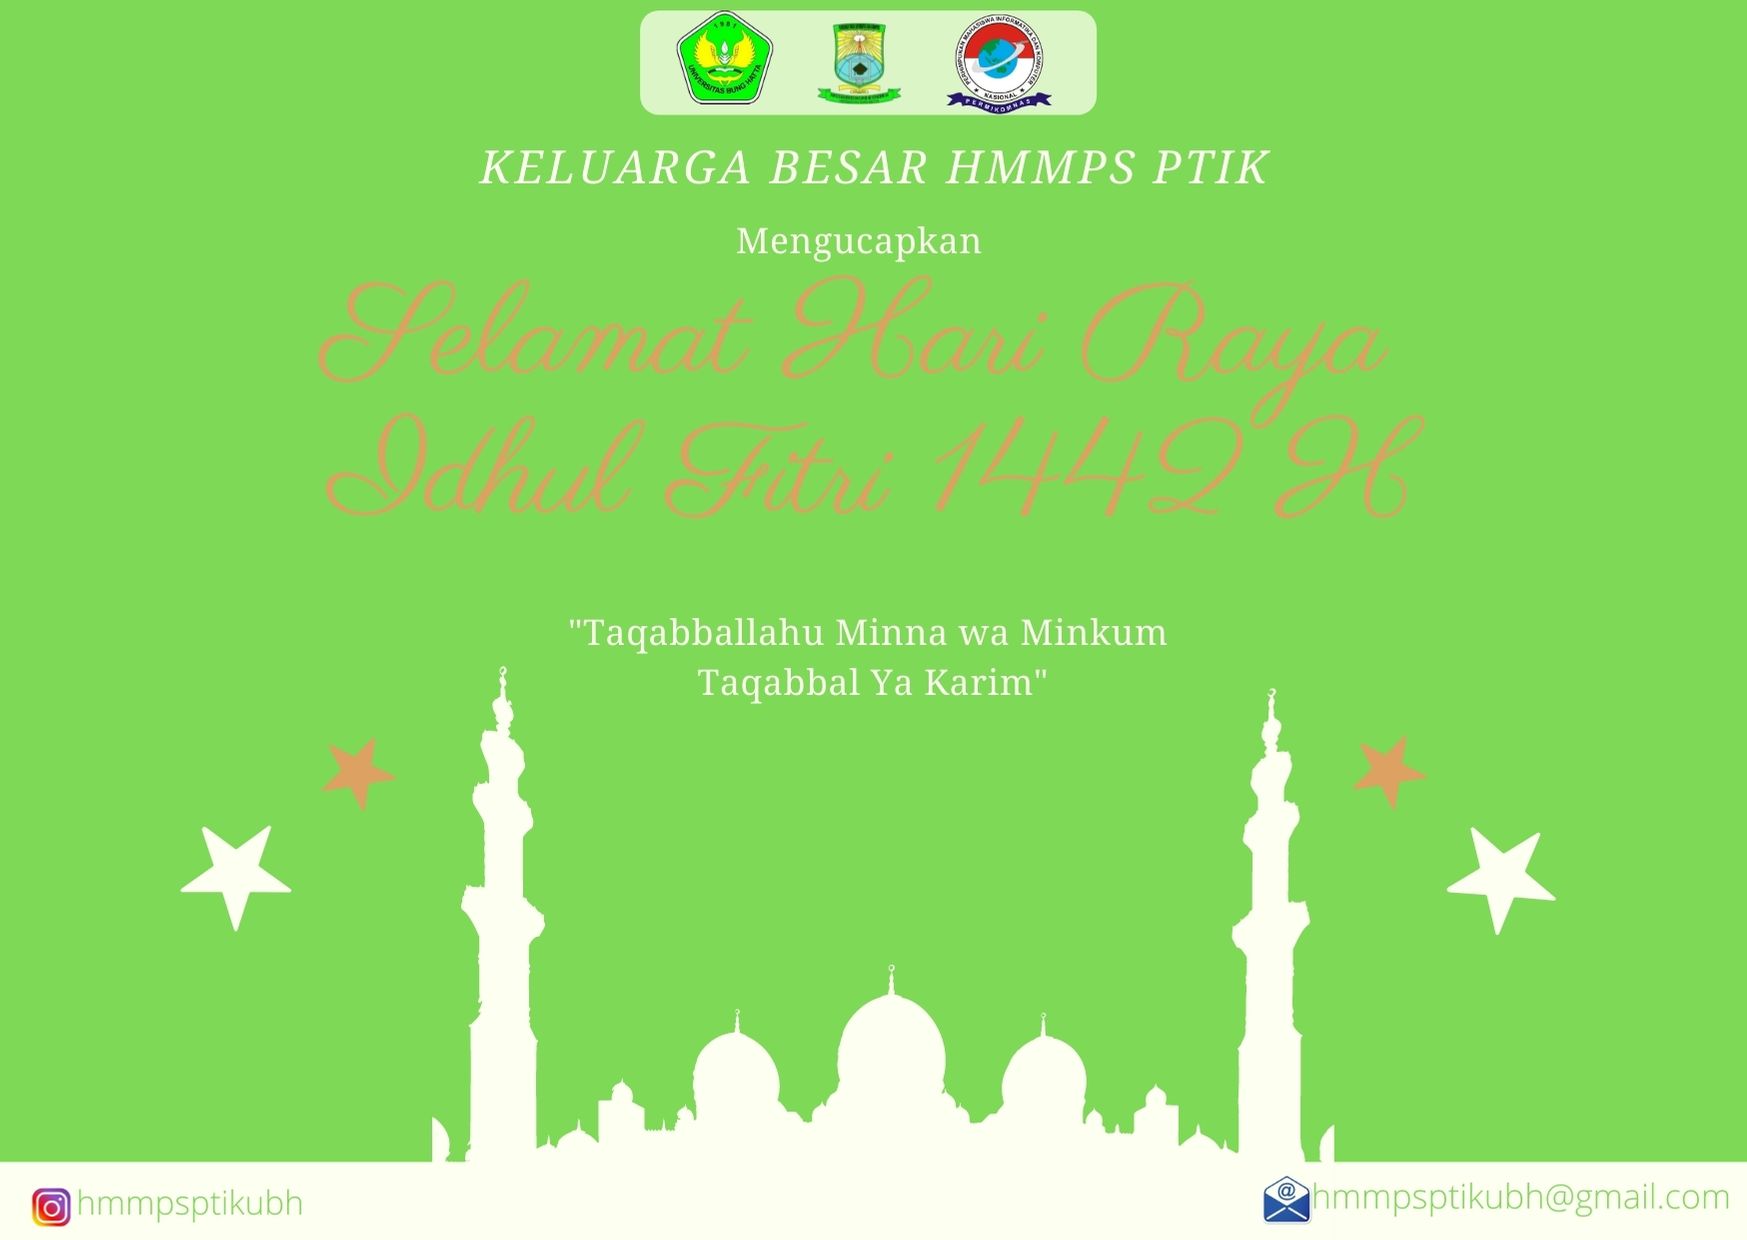 1981
UNIVERSITAS BUNG HATTA
PERHIMPUNAN MAHASISWA INFORMATIKA DAN KOMPUTER
NASIONAL
PERMIKOMNAS
KELUARGA BESAR HMMPS PTIK
Mengucapkan
Selamat Hari Raya
Idhul Fitri 1442 H
"Taqabballahu Minna wa Minkum
Taqabbal Ya Karim"
hmmpsptikubh
hmmpsptikubh@gmail.com